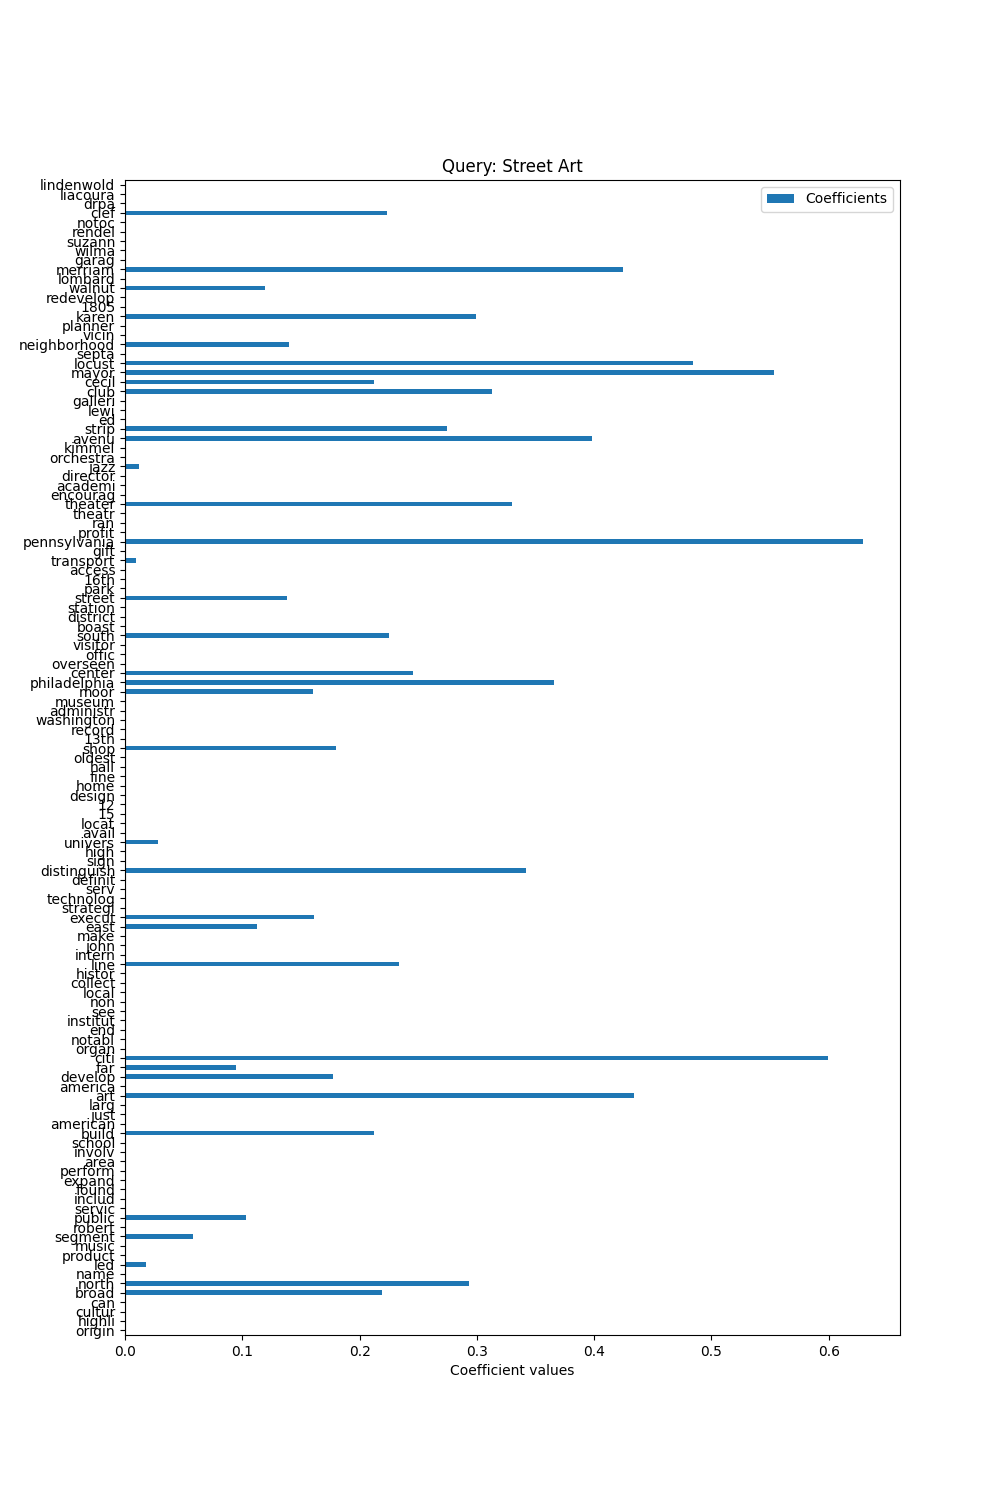 Query: Street Art
Coefficients
lindenwold
liacoura
drpa
clef
notoc
rendel
suzann
wilma
garag
merriam
lombard
walnut
redevelop
1805
karen
planner
vicin
neighborhood
septa
locust
mayor
cecil
club
galleri
lewi
ed
strip
avenu
kimmel
orchestra
jazz
director
academi
encourag
theater
theatr
ran
profit
pennsylvania
gift
transport
access
16th
park
street
station
district
boast
south
visitor
offic
overseen
center
philadelphia
moor
museum
administr
washington
record
13th
shop
oldest
hall
fine
home
design
12
15
locat
avail
univers
high
sign
distinguish
definit
serv
technolog
strategi
execut
east
make
john
intern
line
histor
collect
local
non
see
institut
end
notabl
organ
citi
far
develop
america
art
larg
just
american
build
school
involv
area
perform
expand
found
includ
servic
public
robert
segment
music
product
led
name
north
broad
can
cultur
highli
origin
0.0 0.1 0.2 0.3 0.4 0.5 0.6
Coefficient values